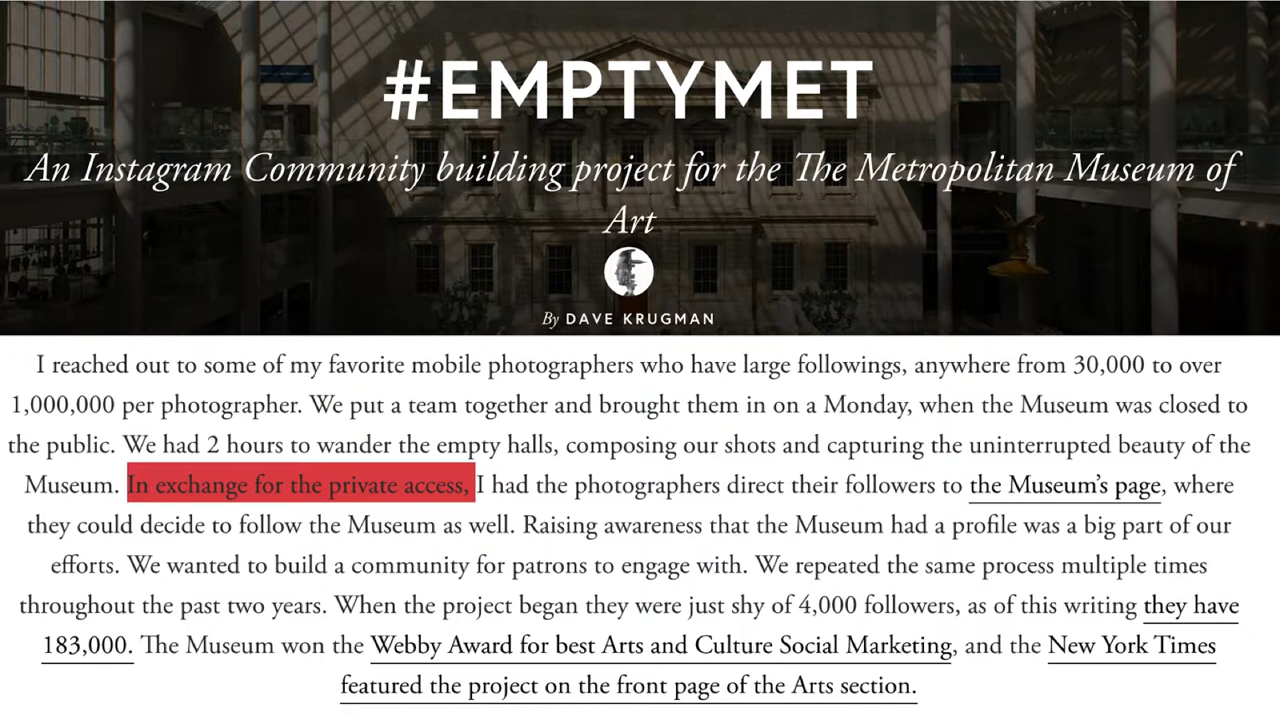 #EMPTYMET
An Instagram Community building project for the The Metropolitan Museum of
Art
By DAVE KRUGMAN
I reached out to some of my favorite mobile photographers who have large followings, anywhere from 30,000 to over
1,000,000 per photographer. We put a team together and brought them in on a Monday, when the Museum was closed to
the public. We had 2 hours to wander the empty halls, composing our shots and capturing the uninterrupted beauty of the
Museum. In exchange for the private access, I had the photographers direct their followers to the Museum's page, where
they could decide to follow the Museum as well. Raising awareness that the Museum had a profile was a big part of our
efforts. We wanted to build a community for patrons to engage with. We repeated the same process multiple times
throughout the past two years. When the project began they were just shy of 4,000 followers, as of this writing they have
183,000. The Museum won the Webby Award for best Arts and Culture Social Marketing, and the New York Times
featured the project on the front page of the Arts section.